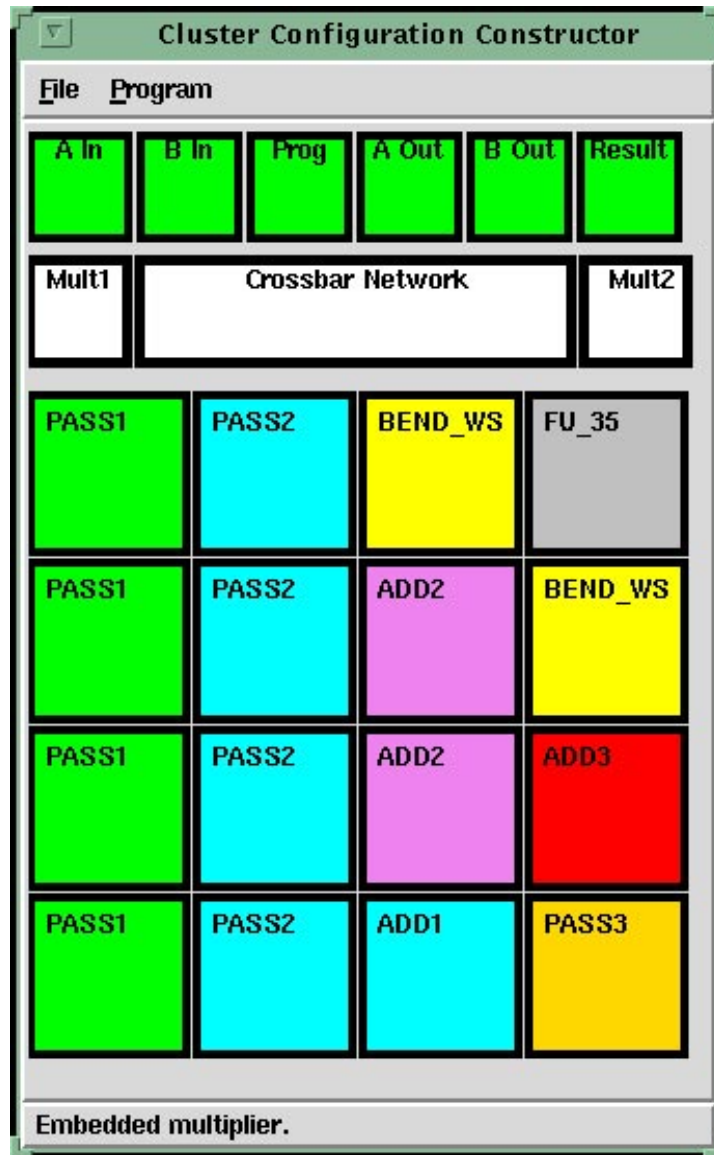 Cluster Configuration Constructor
File Program
A In B In Prog A Out B Out Result
Mult1 Crossbar Network Mult2
PASS1 PASS2 BEND_WS FU_35
PASS1 PASS2 ADD2 BEND_WS
PASS1 PASS2 ADD2 ADD3
PASS1 PASS2 ADD1 PASS3
Embedded multiplier.